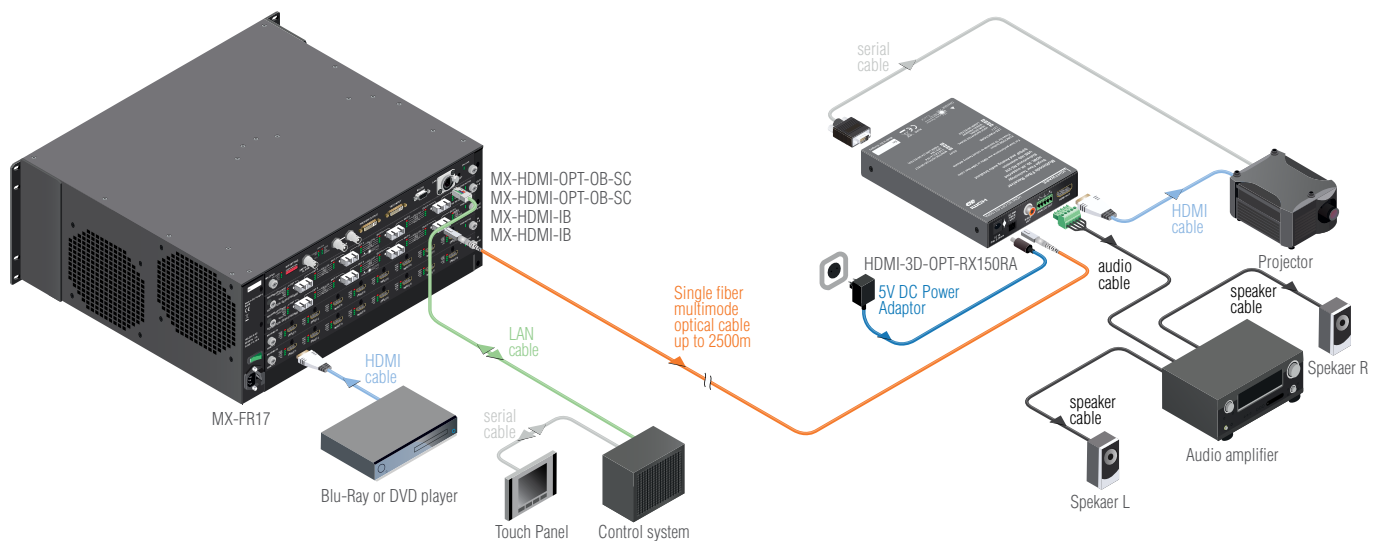 serial
cable
MX-HDMI-OPT-OB-SC
MX-HDMI-OPT-OB-SC
MX-HDMI-IB
MX-HDMI-IB
MX-FR17
HDMI
cable
Blu-Ray or DVD player
LAN
cable
serial
cable
Touch Panel
Control system
Single fiber
multimode
optical cable
up to 2500m
HDMI-3D-OPT-RX150RA
5V DC Power
Adaptor
HDMI
cable
Projector
audio
cable
speaker
cable
Spekaer R
speaker
cable
Spekaer L
Audio amplifier